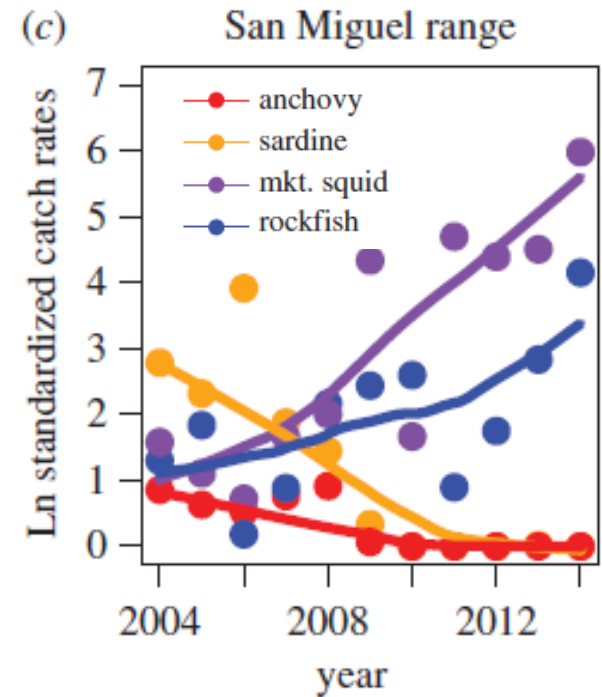 (c) San Miguel range
Ln standardized catch rates
7
6
5
4
3
2
1
0
anchovy
sardine
mkt. squid
rockfish
2004 2008 2012
year